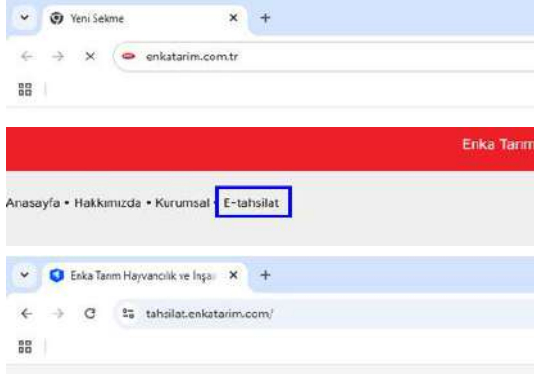 Yeni Sekme
enkatarim.com.tr
Enka Tarım
Anasayfa • Hakkımızda • Kurumsal • E-tahsilat
Enka Tarım Hayvancılık ve İnşa
tahsilat.enkatarim.com/